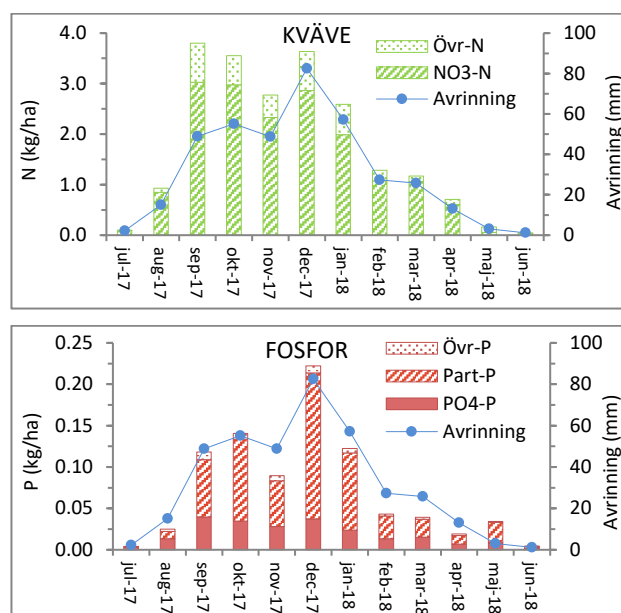 KVÄVE
Övr-N
NO3-N
Avrinning
N (kg/ha)
4.0
3.0
2.0
1.0
0.0
100
80
60
40
20
0
Avrinning (mm)
jul-17
aug-17
sep-17
okt-17
nov-17
dec-17
jan-18
feb-18
mar-18
apr-18
maj-18
jun-18
FOSFOR
Övr-P
Part-P
PO4-P
Avrinning
P (kg/ha)
0.25
0.20
0.15
0.10
0.05
0.00
100
80
60
40
20
0
Avrinning (mm)
jul-17
aug-17
sep-17
okt-17
nov-17
dec-17
jan-18
feb-18
mar-18
apr-18
maj-18
jun-18